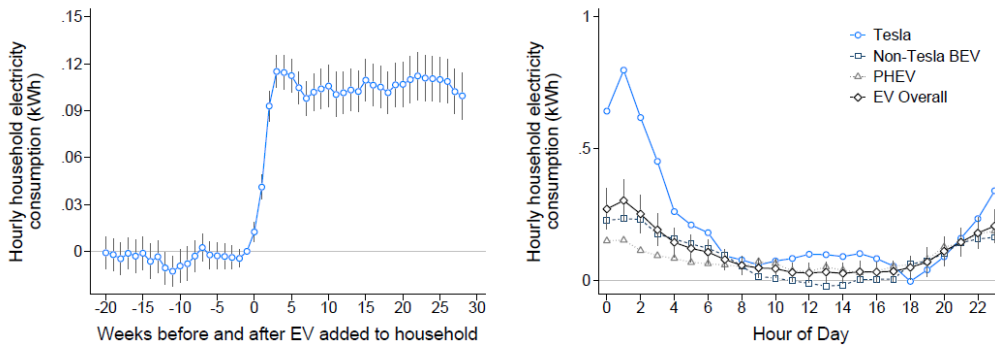 Hourly household electricity
consumption (kWh)
.15
.12
.09
.06
.03
0
-20 -15 -10 -5 0 5 10 15 20 25 30
Weeks before and after EV added to household
Hourly household electricity
consumption (kWh)
1
.5
0
Tesla
Non-Tesla BEV
PHEV
EV Overall
0 2 4 6 8 10 12 14 16 18 20 22
Hour of Day